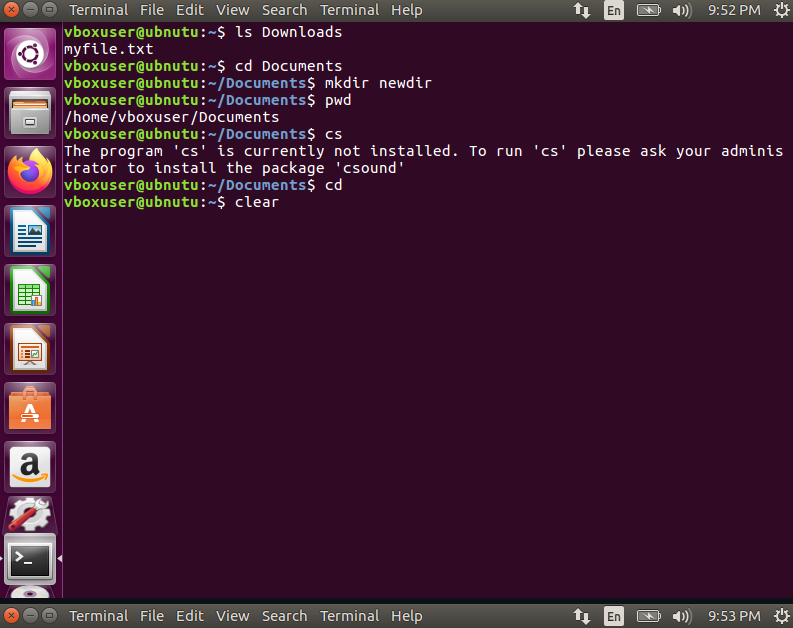 Terminal File Edit View Search Terminal Help En 9:52 PM
vboxuser@ubnutu:~$ ls Downloads
myfile.txt
vboxuser@ubnutu:~$ cd Documents
vboxuser@ubnutu:~/Documents$ mkdir newdir
vboxuser@ubnutu:~/Documents$ pwd
/home/vboxuser/Documents
vboxuser@ubnutu:~/Documents$ cs
The program 'cs' is currently not installed. To run 'cs' please ask your adminis
trator to install the package 'csound'
vboxuser@ubnutu:~/Documents$ cd
vboxuser@ubnutu:~$ clear
Terminal File Edit View Search Terminal Help En 9:53 PM